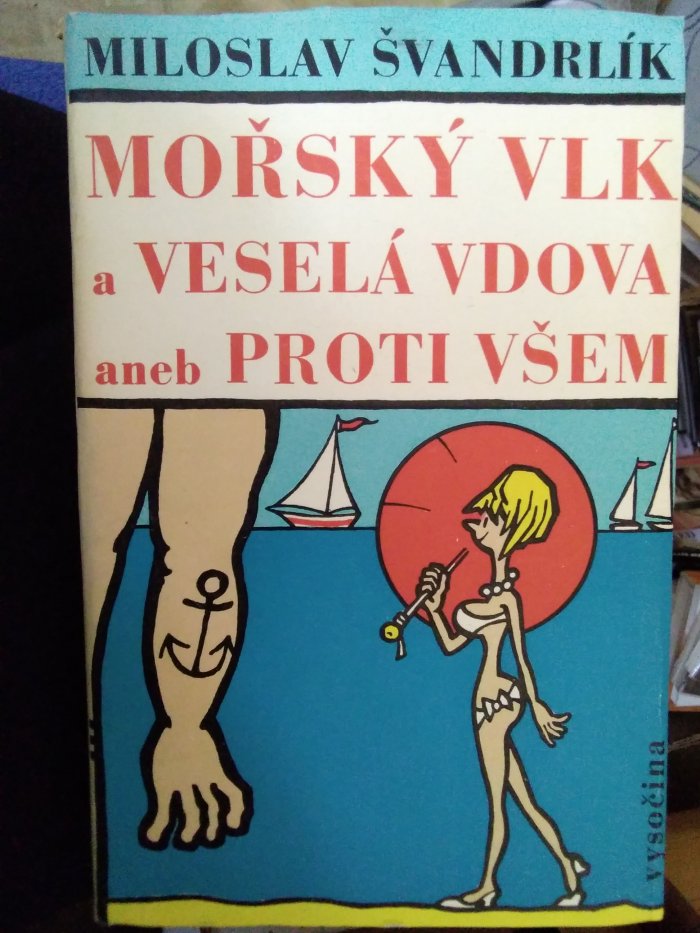 MILOSLAV ŠVANDRLÍK
MOŘSKÝ VLK
a VESELÁ VDOVA
aneb PROTI VŠEM
vysočina